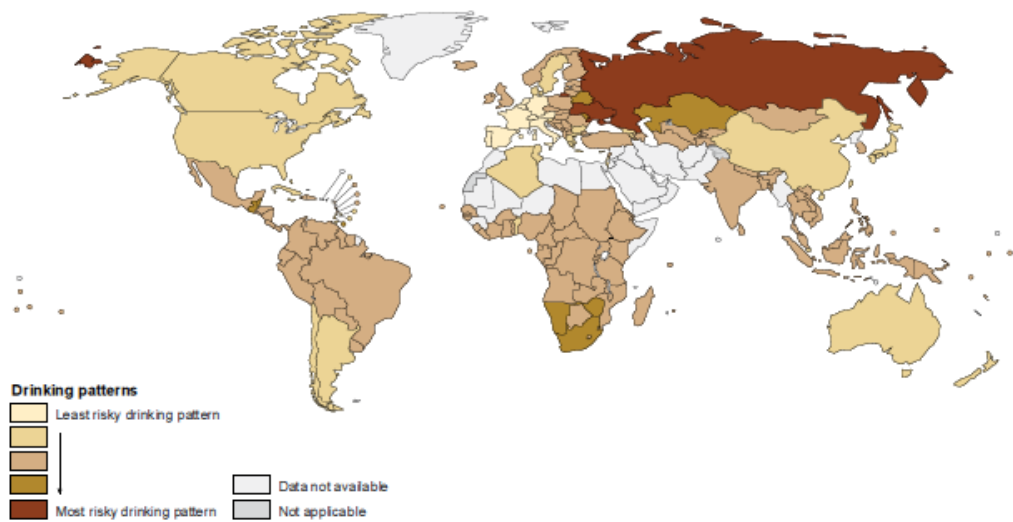 Drinking patterns
Least risky drinking pattern
Most risky drinking pattern
Data not available
Not applicable